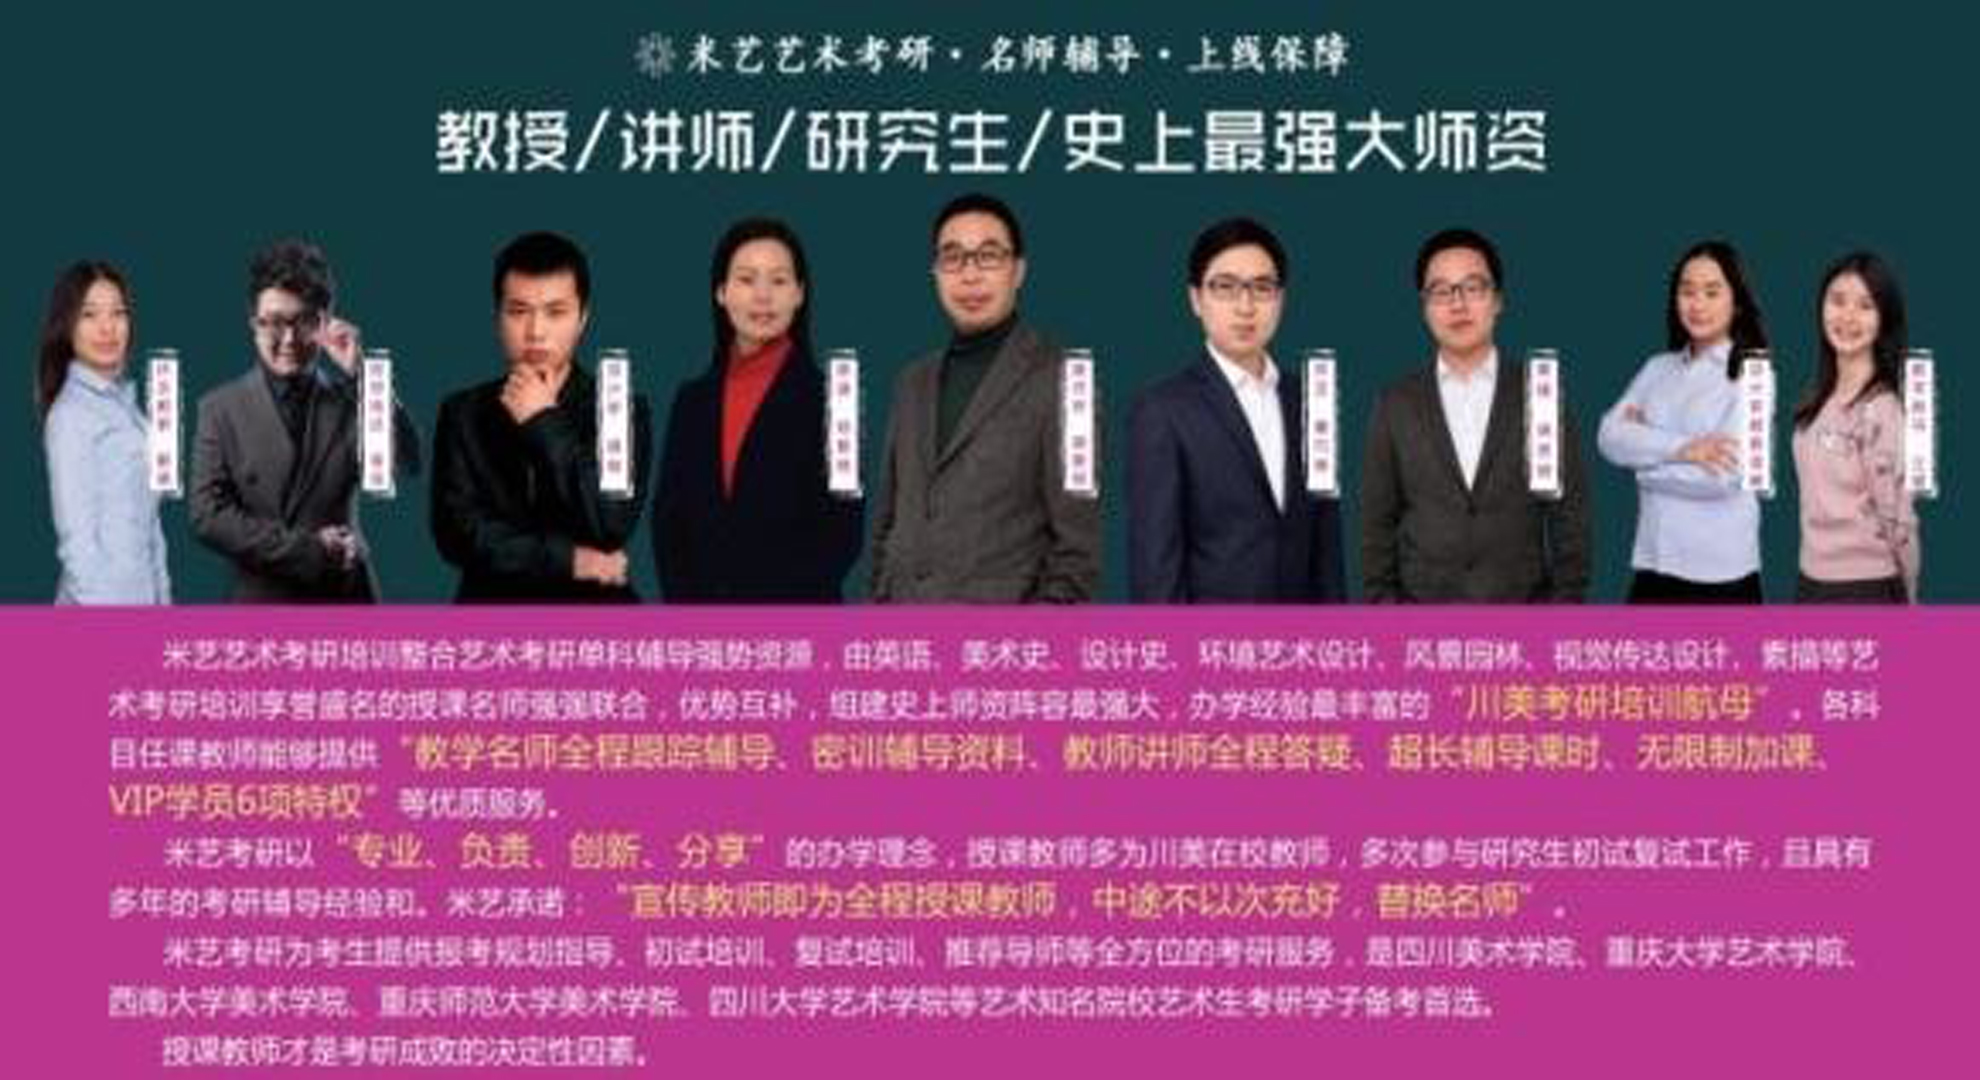 米艺艺术考研·名师辅导·上线保障
教授/讲师/研究生/史上最强大师资
米艺艺术考研培训整合艺术考研单科辅导强势资源，由英语、美术史、设计史、环境艺术设计、风景园林、视觉传达设计、素描等艺
术考研培训享誉盛名的授课名师强强联合，优势互补，组建史上师资阵容最强大，办学经验最丰富的“川美考研培训航母”。各科
目任课教师能够提供“教学名师全程跟踪辅导、密训辅导资料、教师讲师全程答疑、超长辅导课时、无限制加课、
VIP学员6项特权”等优质服务。
米艺考研以“专业、负责、创新、分享”的办学理念，授课教师多为川美在校教师，多次参与研究生初试复试工作，且具有
多年的考研辅导经验和。米艺承诺：“宣传教师即为全程授课教师，中途不以次充好，替换名师”。
米艺考研为考生提供报考规划指导、初试培训、复试培训、推荐导师等全方位的考研服务，是四川美术学院、重庆大学艺术学院、
西南大学美术学院、重庆师范大学美术学院、四川大学艺术学院等艺术知名院校艺术生考研学子备考首选。
授课教师才是考研成败的决定性因素。